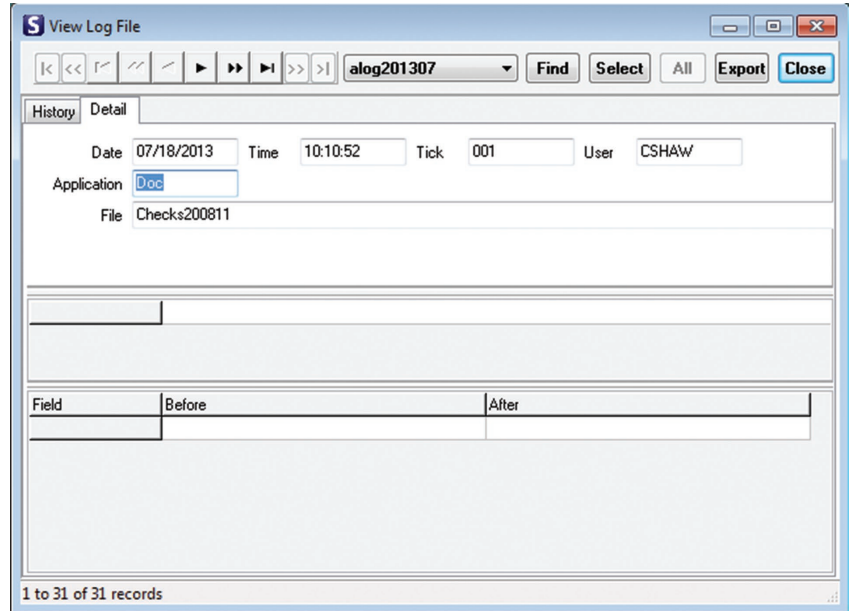 S View Log File
alog201307 Find Select All Export Close
History Detail
Date 07/18/2013 Time 10:10:52 Tick 001 User CSHAW
Application Doc
File Checks200811
Field Before After
1 to 31 of 31 records